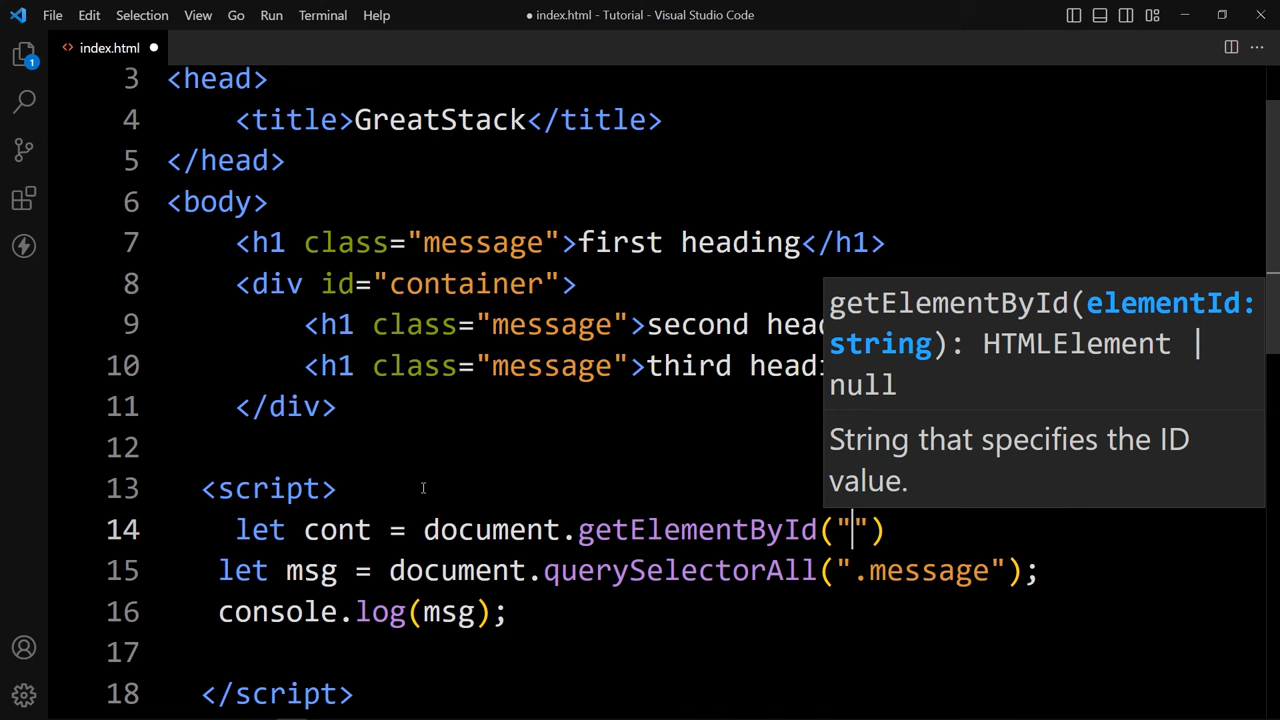 File Edit Selection View Go Run Terminal Help
● index.html - Tutorial - Visual Studio Code
<> index.html ●
1
3 <head>
4 <title>GreatStack</title>
5 </head>
6 <body>
7 <h1 class="message">first heading</h1>
8 <div id="container">
9 <h1 class="message">second head
10 <h1 class="message">third headi
11 </div>
12
13 <script>
14 let cont = document.getElementById("")
15 let msg = document.querySelectorAll(".message");
16 console.log(msg);
17
18 </script>
getElementById(elementId:
string): HTMLElement |
null
String that specifies the ID
value.